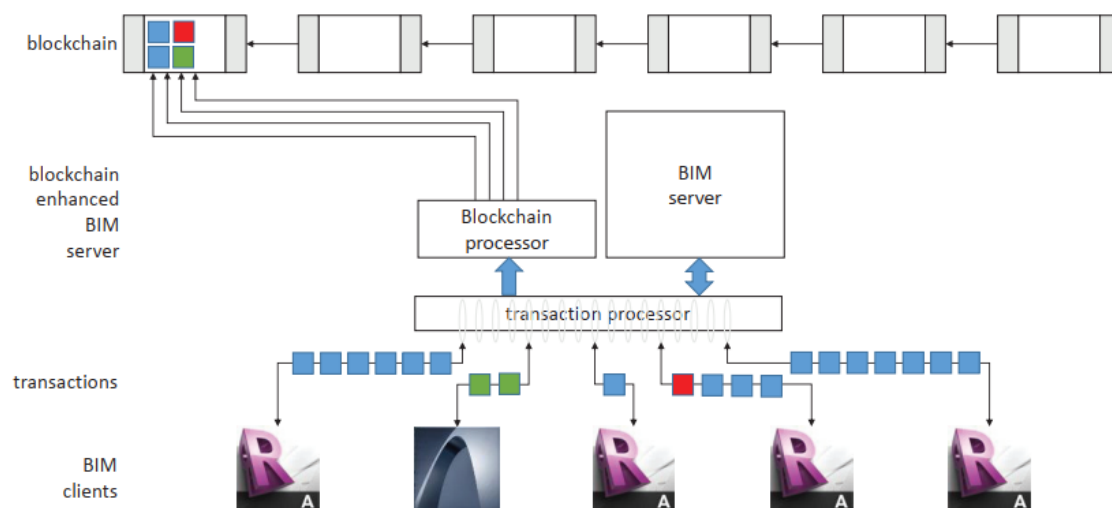 blockchain
blockchain
enhanced
BIM
server
BIM
server
Blockchain
processor
transaction processor
transactions
BIM
clients
R
A
R
A
R
A
R
A